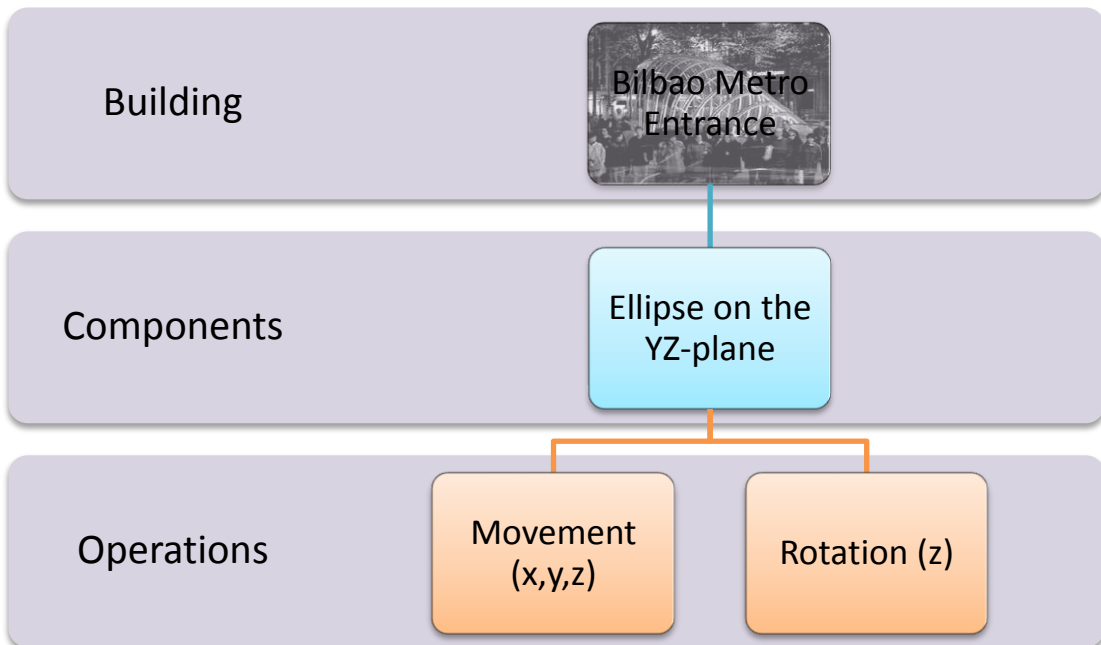 Building
Bilbao Metro
Entrance
Components
Ellipse on the
YZ-plane
Operations
Movement
(x,y,z)
Rotation (z)